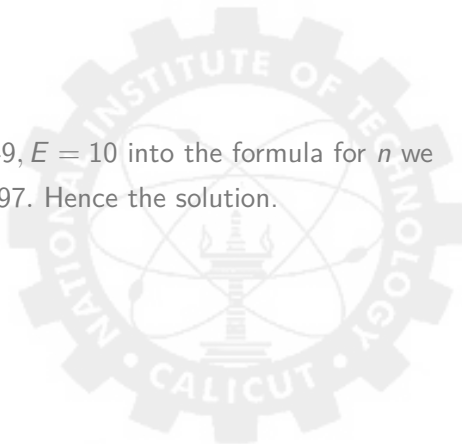 9, E = 10 into the formula for n we
97. Hence the solution.
NATIONAL INSTITUTE OF TECHNOLOGY
• CALICUT •